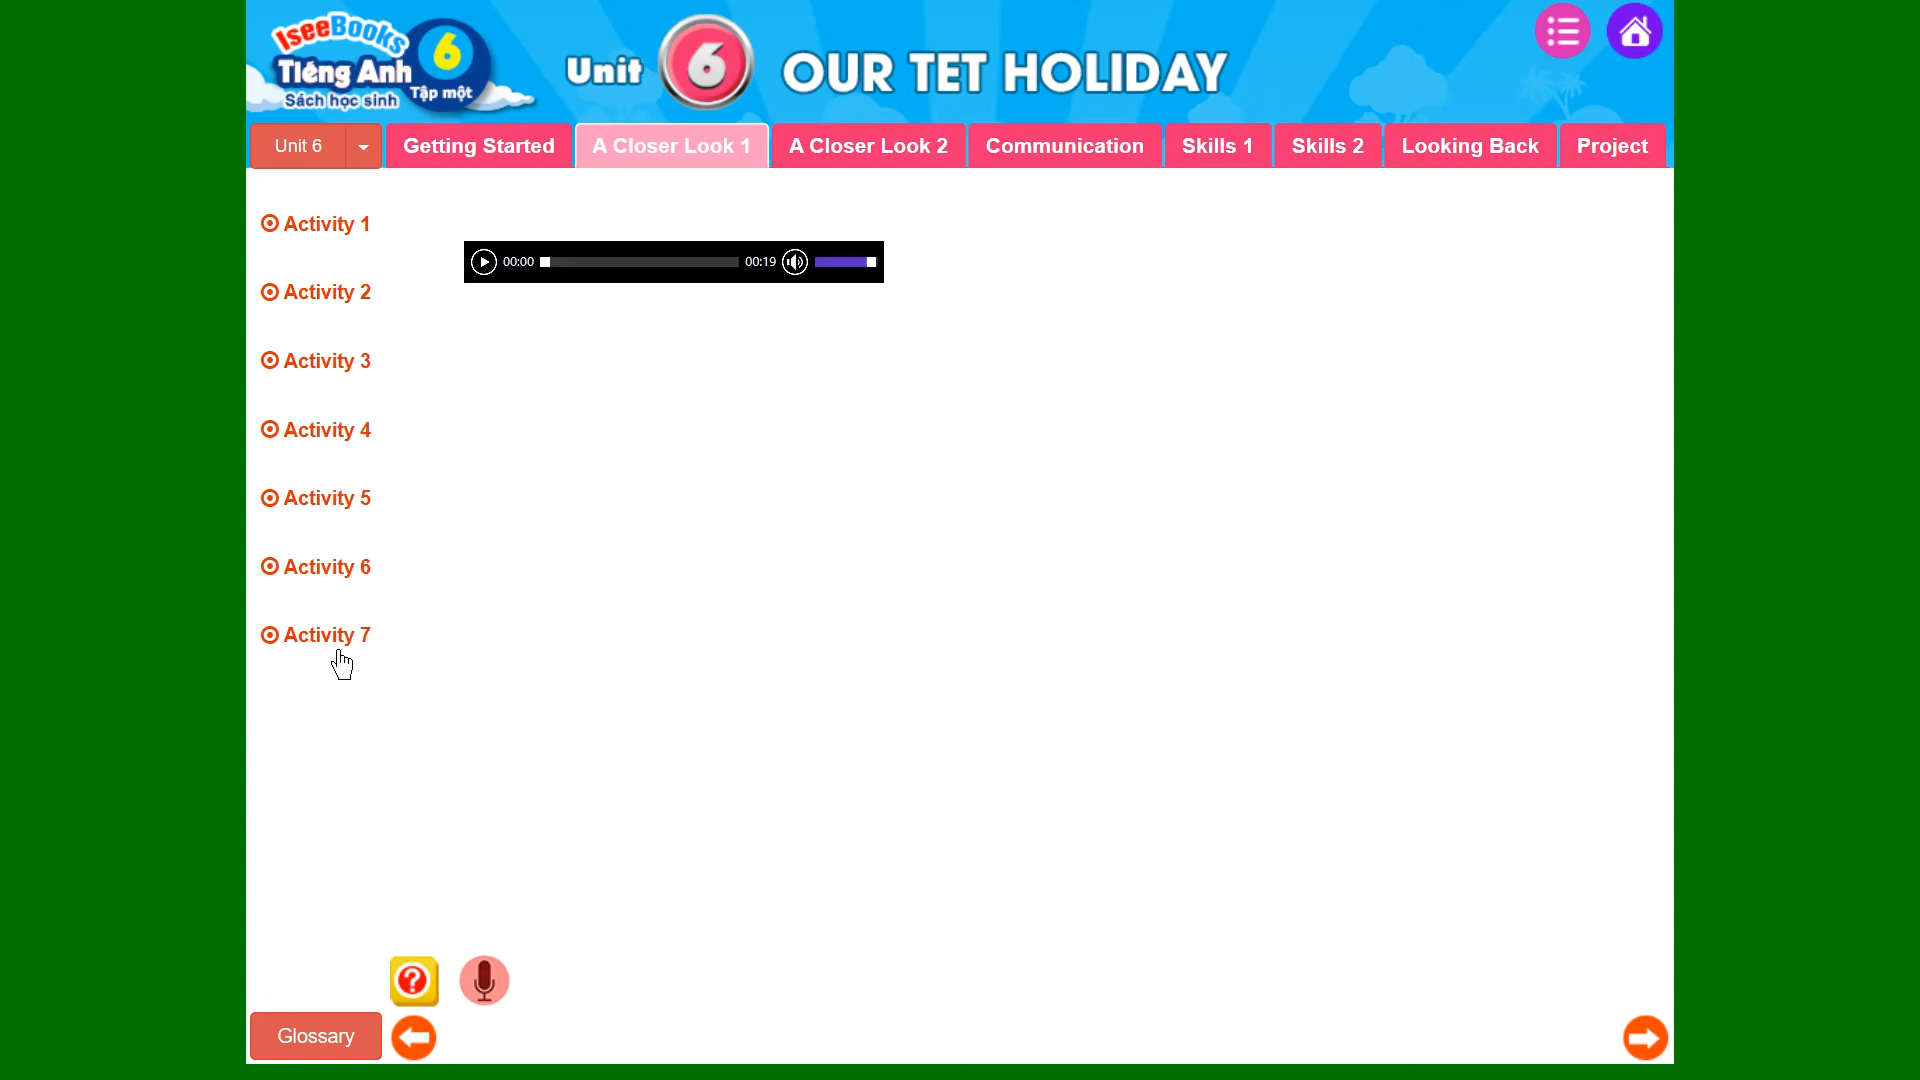 IseeBooks
Tiếng Anh 6
Sách học sinh Tập một
Unit 6 OUR TET HOLIDAY
Unit 6 Getting Started A Closer Look 1 A Closer Look 2 Communication Skills 1 Skills 2 Looking Back Project
Activity 1
00:00 00:19
Activity 2
Activity 3
Activity 4
Activity 5
Activity 6
Activity 7
?
Glossary